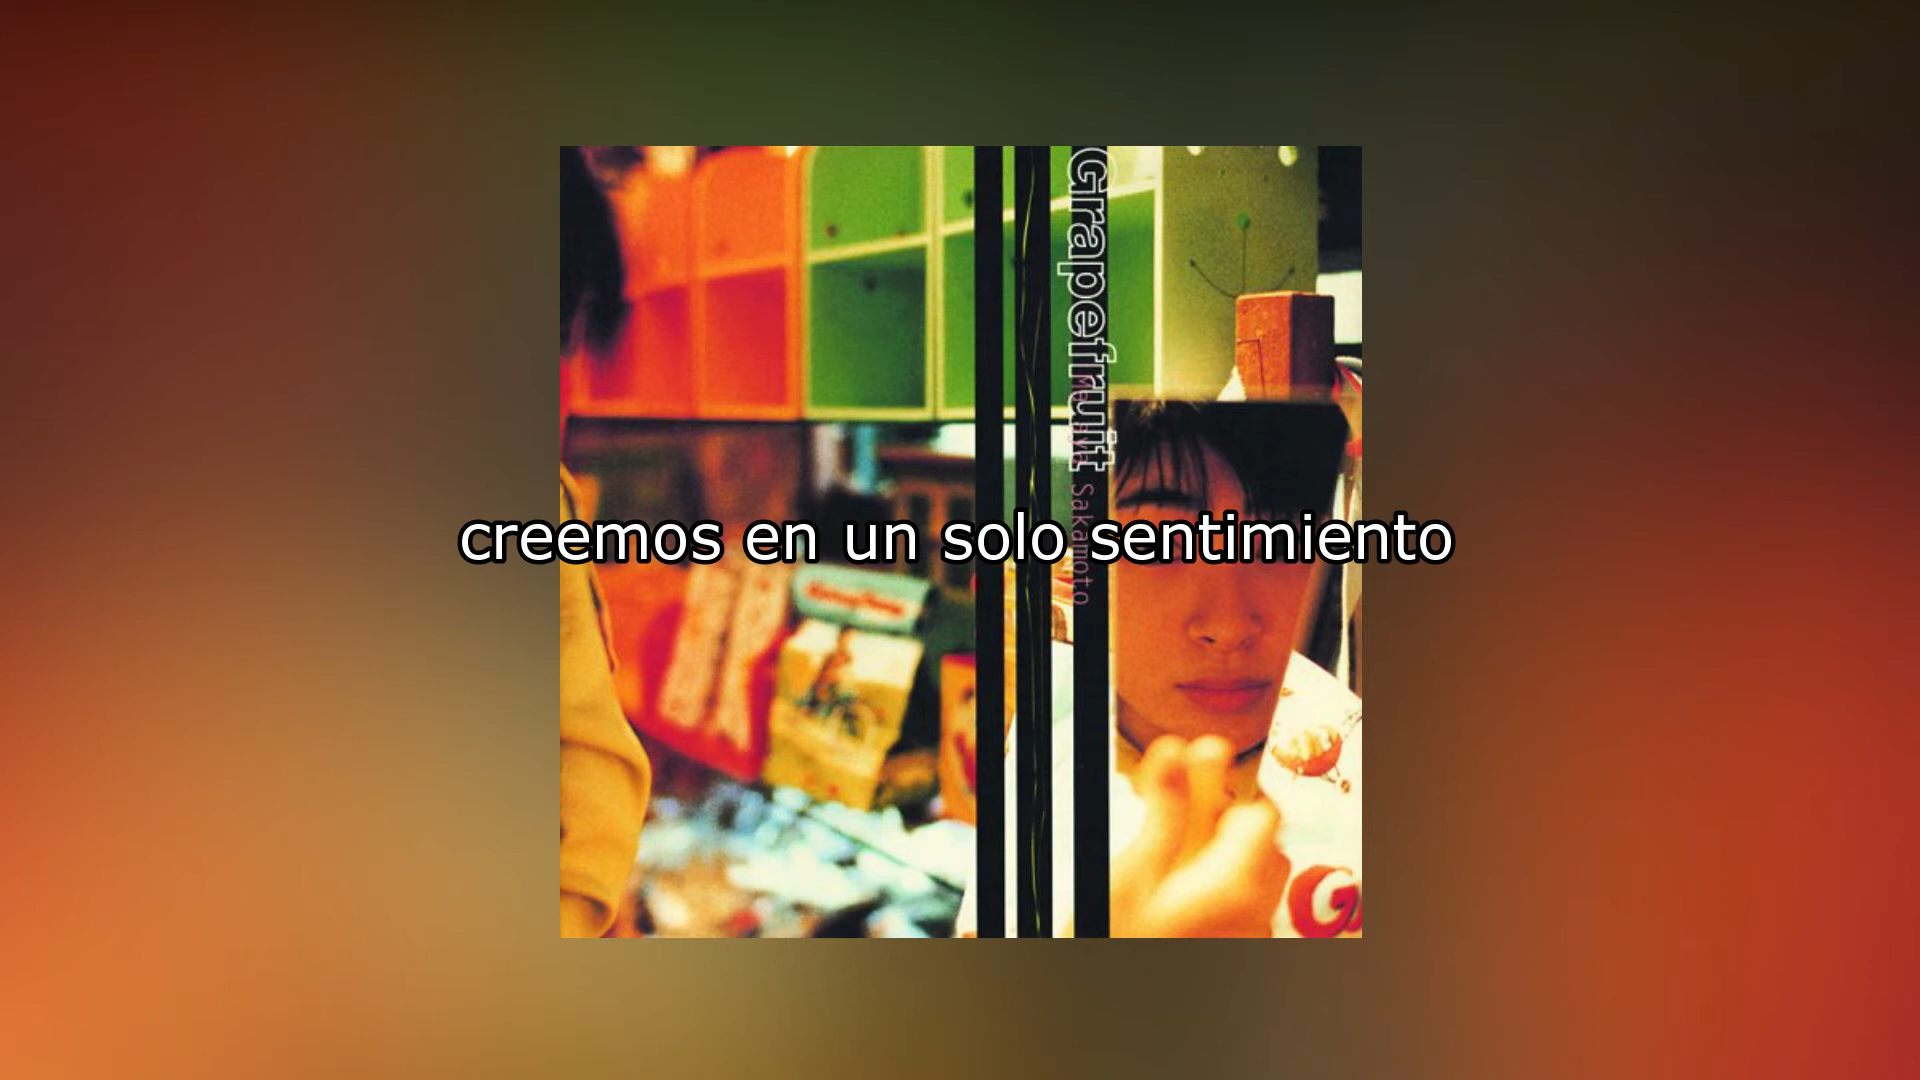 Grapefruit
Maaya Sakamoto
creemos en un solo sentimiento